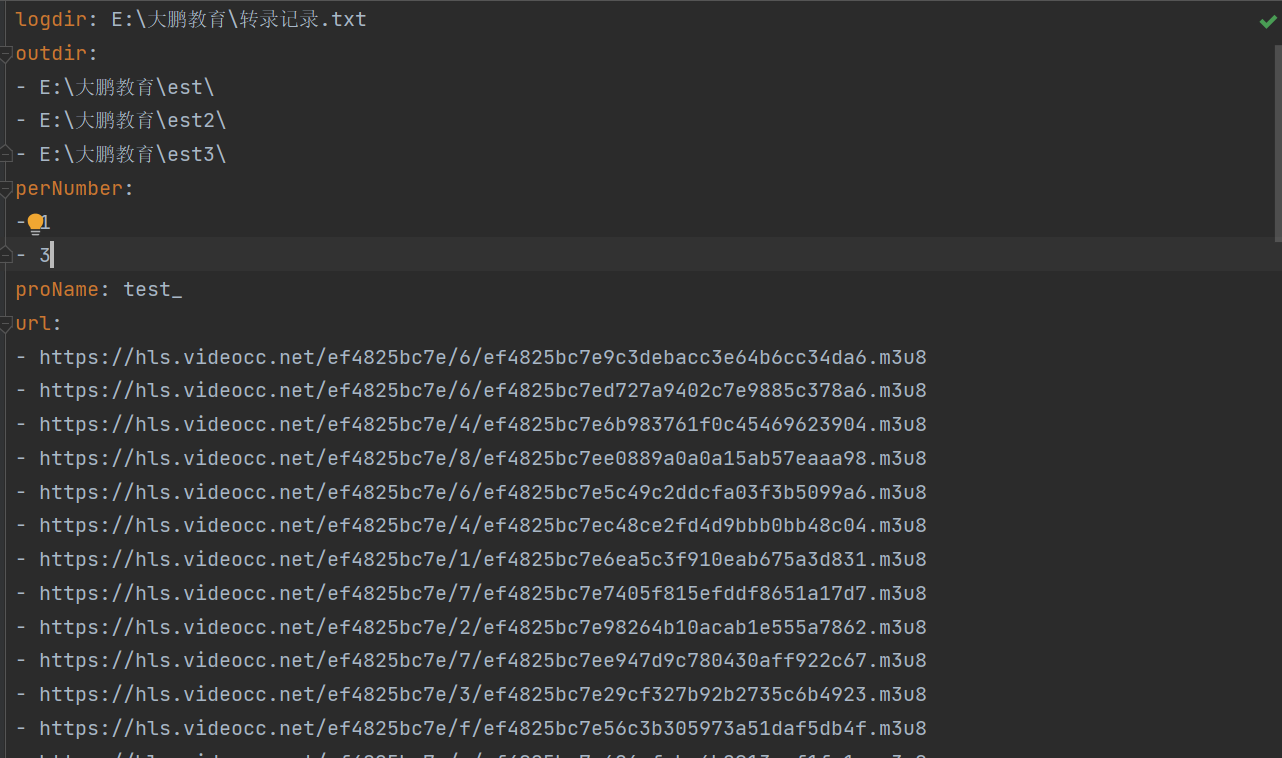 logdir: E:\大鹏教育\转录记录.txt
outdir:
- E:\大鹏教育\est\
- E:\大鹏教育\est2\
- E:\大鹏教育\est3\
perNumber:
- 1
- 3
proName: test_
url:
- https://hls.videocc.net/ef4825bc7e/6/ef4825bc7e9c3debacc3e64b6cc34da6.m3u8
- https://hls.videocc.net/ef4825bc7e/6/ef4825bc7ed727a9402c7e9885c378a6.m3u8
- https://hls.videocc.net/ef4825bc7e/4/ef4825bc7e6b983761f0c45469623904.m3u8
- https://hls.videocc.net/ef4825bc7e/8/ef4825bc7ee0889a0a0a15ab57eaaa98.m3u8
- https://hls.videocc.net/ef4825bc7e/6/ef4825bc7e5c49c2ddcfa03f3b5099a6.m3u8
- https://hls.videocc.net/ef4825bc7e/4/ef4825bc7ec48ce2fd4d9bbb0bb48c04.m3u8
- https://hls.videocc.net/ef4825bc7e/1/ef4825bc7e6ea5c3f910eab675a3d831.m3u8
- https://hls.videocc.net/ef4825bc7e/7/ef4825bc7e7405f815efddf8651a17d7.m3u8
- https://hls.videocc.net/ef4825bc7e/2/ef4825bc7e98264b10acab1e555a7862.m3u8
- https://hls.videocc.net/ef4825bc7e/7/ef4825bc7ee947d9c780430aff922c67.m3u8
- https://hls.videocc.net/ef4825bc7e/3/ef4825bc7e29cf327b92b2735c6b4923.m3u8
- https://hls.videocc.net/ef4825bc7e/f/ef4825bc7e56c3b305973a51daf5db4f.m3u8